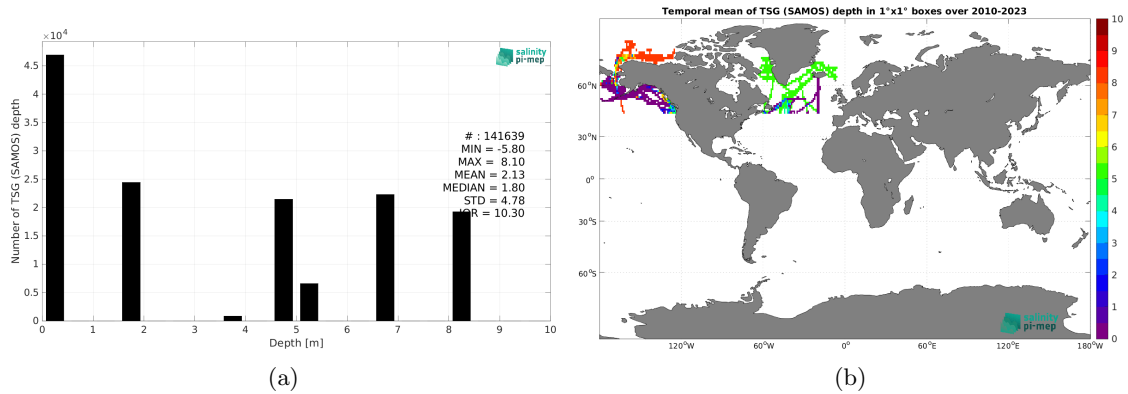 ×10⁴
4.5
4
3.5
3
2.5
2
1.5
1
0.5
0
Number of TSG (SAMOS) depth
salinity
pi-mep
# : 141639
MIN = -5.80
MAX = 8.10
MEAN = 2.13
MEDIAN = 1.80
STD = 4.78
IQR = 10.30
0 1 2 3 4 5 6 7 8 9 10
Depth [m]
(a)
Temporal mean of TSG (SAMOS) depth in 1°x1° boxes over 2010-2023
60°N
30°N
0°
30°S
60°S
120°W 60°W 0° 60°E 120°E 180°W
salinity
pi-mep
10
9
8
7
6
5
4
3
2
1
0
(b)